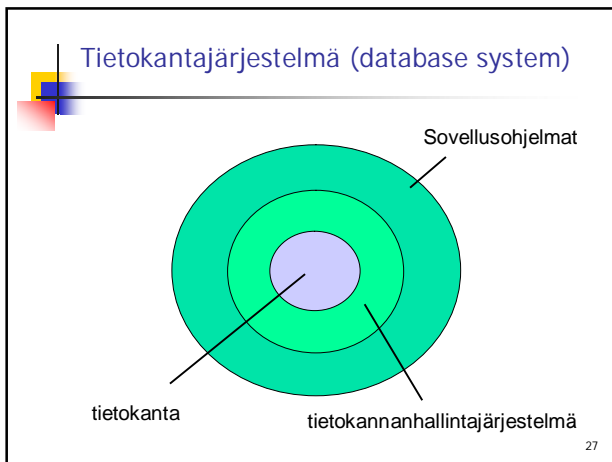 Tietokantajärjestelmä (database system)
Sovellusohjelmat
tietokanta
tietokannanhallintajärjestelmä
27